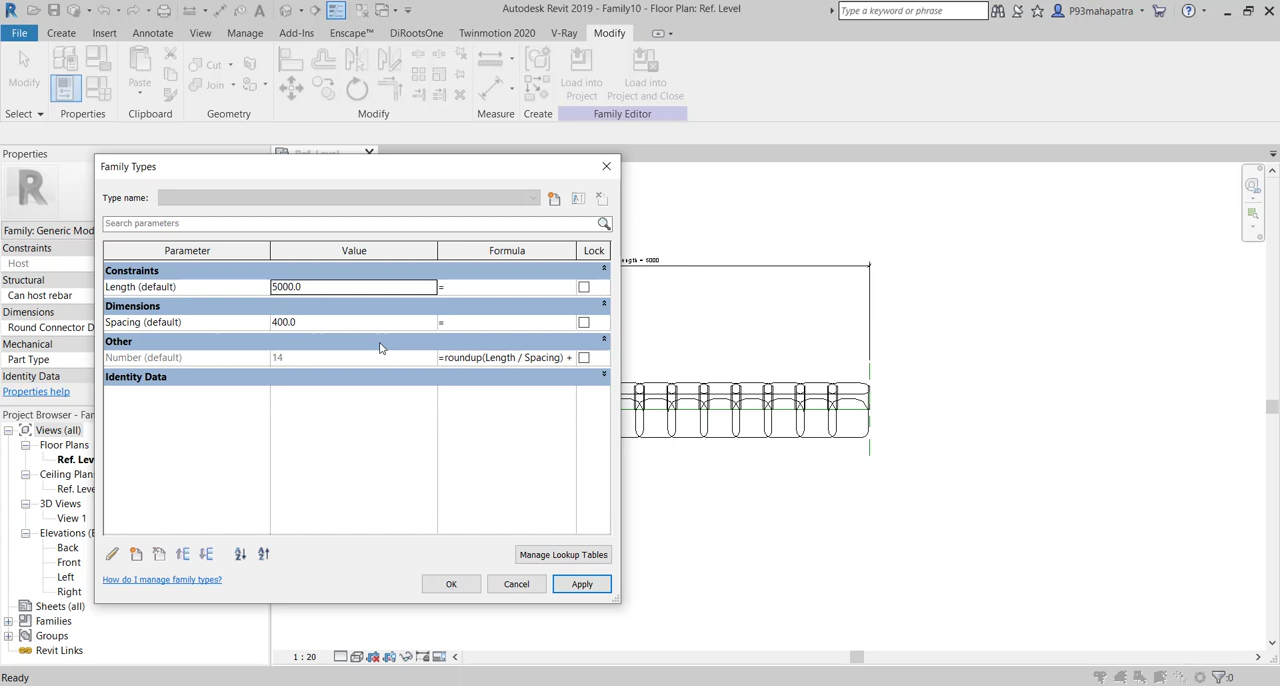 Autodesk Revit 2019 - Family10 - Floor Plan: Ref. Level
Type a keyword or phrase
P93mahapatra
File Create Insert Annotate View Manage Add-Ins Enscape™ DiRootsOne Twinmotion 2020 V-Ray Modify
Modify
Paste
Cut
Join
Load into Project
Load into Project and Close
Select Properties Clipboard Geometry Modify Measure Create Family Editor
Properties
Family: Generic Mod
Constraints
Host
Structural
Can host rebar
Dimensions
Round Connector D
Mechanical
Part Type
Identity Data
Properties help
Project Browser - Fam
Views (all)
Floor Plans
Ref. Lev
Ceiling Plan
Ref. Leve
3D Views
View 1
Elevations (E
Back
Front
Left
Right
Sheets (all)
Families
Groups
Revit Links
Family Types
Type name:
Search parameters
Parameter Value Formula Lock
Constraints
Length (default) 5000.0 =
Dimensions
Spacing (default) 400.0 =
Other
Number (default) 14 =roundup(Length / Spacing) +
Identity Data
Manage Lookup Tables
How do I manage family types?
OK Cancel Apply
= 5000
1 : 20
Ready
:0